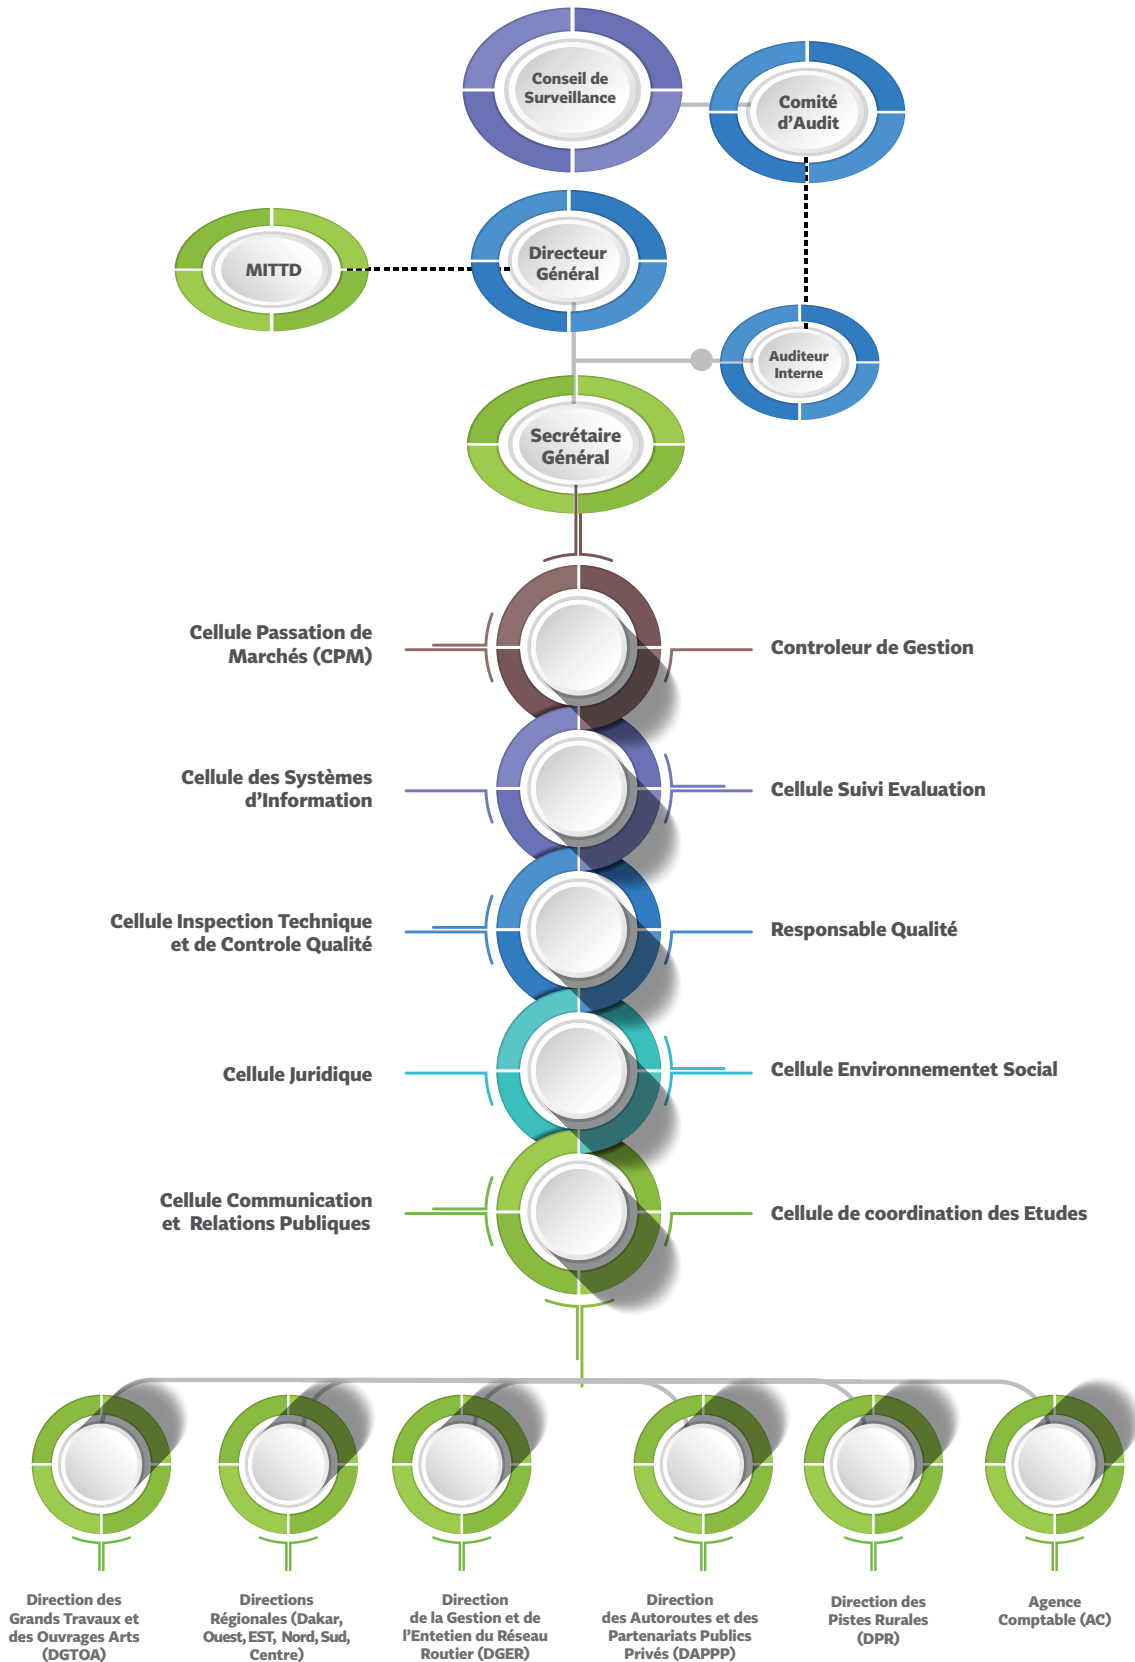 Conseil de
Surveillance
Comité
d'Audit
MITTD
Directeur
Général
Auditeur
Interne
Secrétaire
Général
Cellule Passation de
Marchés (CPM)
Controleur de Gestion
Cellule des Systèmes
d'Information
Cellule Suivi Evaluation
Cellule Inspection Technique
et de Controle Qualité
Responsable Qualité
Cellule Juridique
Cellule Environnementet Social
Cellule Communication
et Relations Publiques
Cellule de coordination des Etudes
Direction des
Grands Travaux et
des Ouvrages Arts
(DGTOA)
Directions
Régionales (Dakar,
Ouest, EST, Nord, Sud,
Centre)
Direction
de la Gestion et de
l'Entetien du Réseau
Routier (DGER)
Direction
des Autoroutes et des
Partenariats Publics
Privés (DAPPP)
Direction des
Pistes Rurales
(DPR)
Agence
Comptable (AC)